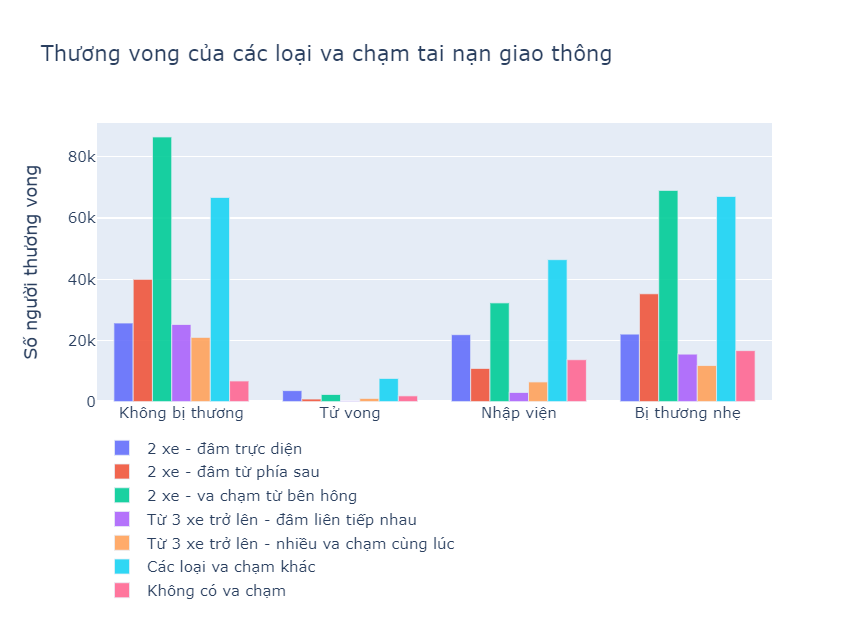 Thương vong của các loại va chạm tai nạn giao thông
Số người thương vong
80k
60k
40k
20k
0
Không bị thương
Tử vong
Nhập viện
Bị thương nhẹ
2 xe - đâm trực diện
2 xe - đâm từ phía sau
2 xe - va chạm từ bên hông
Từ 3 xe trở lên - đâm liên tiếp nhau
Từ 3 xe trở lên - nhiều va chạm cùng lúc
Các loại va chạm khác
Không có va chạm